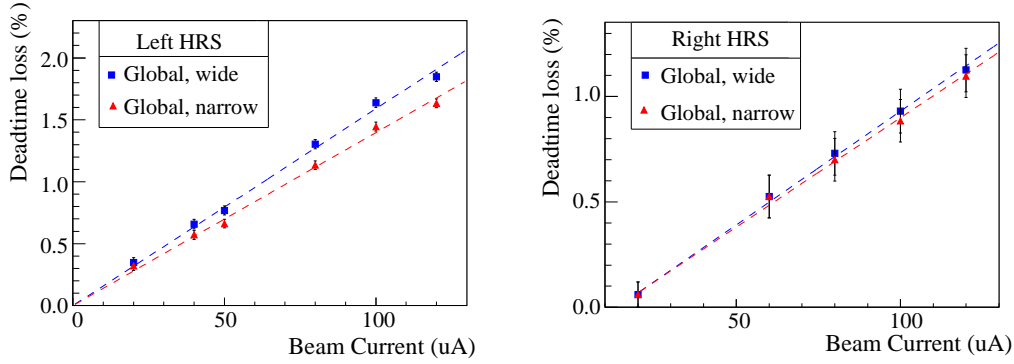 Deadtime loss (%)
Left HRS
Global, wide
Global, narrow
2.0
1.5
1.0
0.5
0.0
0
50
100
Beam Current (uA)
Deadtime loss (%)
Right HRS
Global, wide
Global, narrow
1.0
0.5
0.0
50
100
Beam Current (uA)